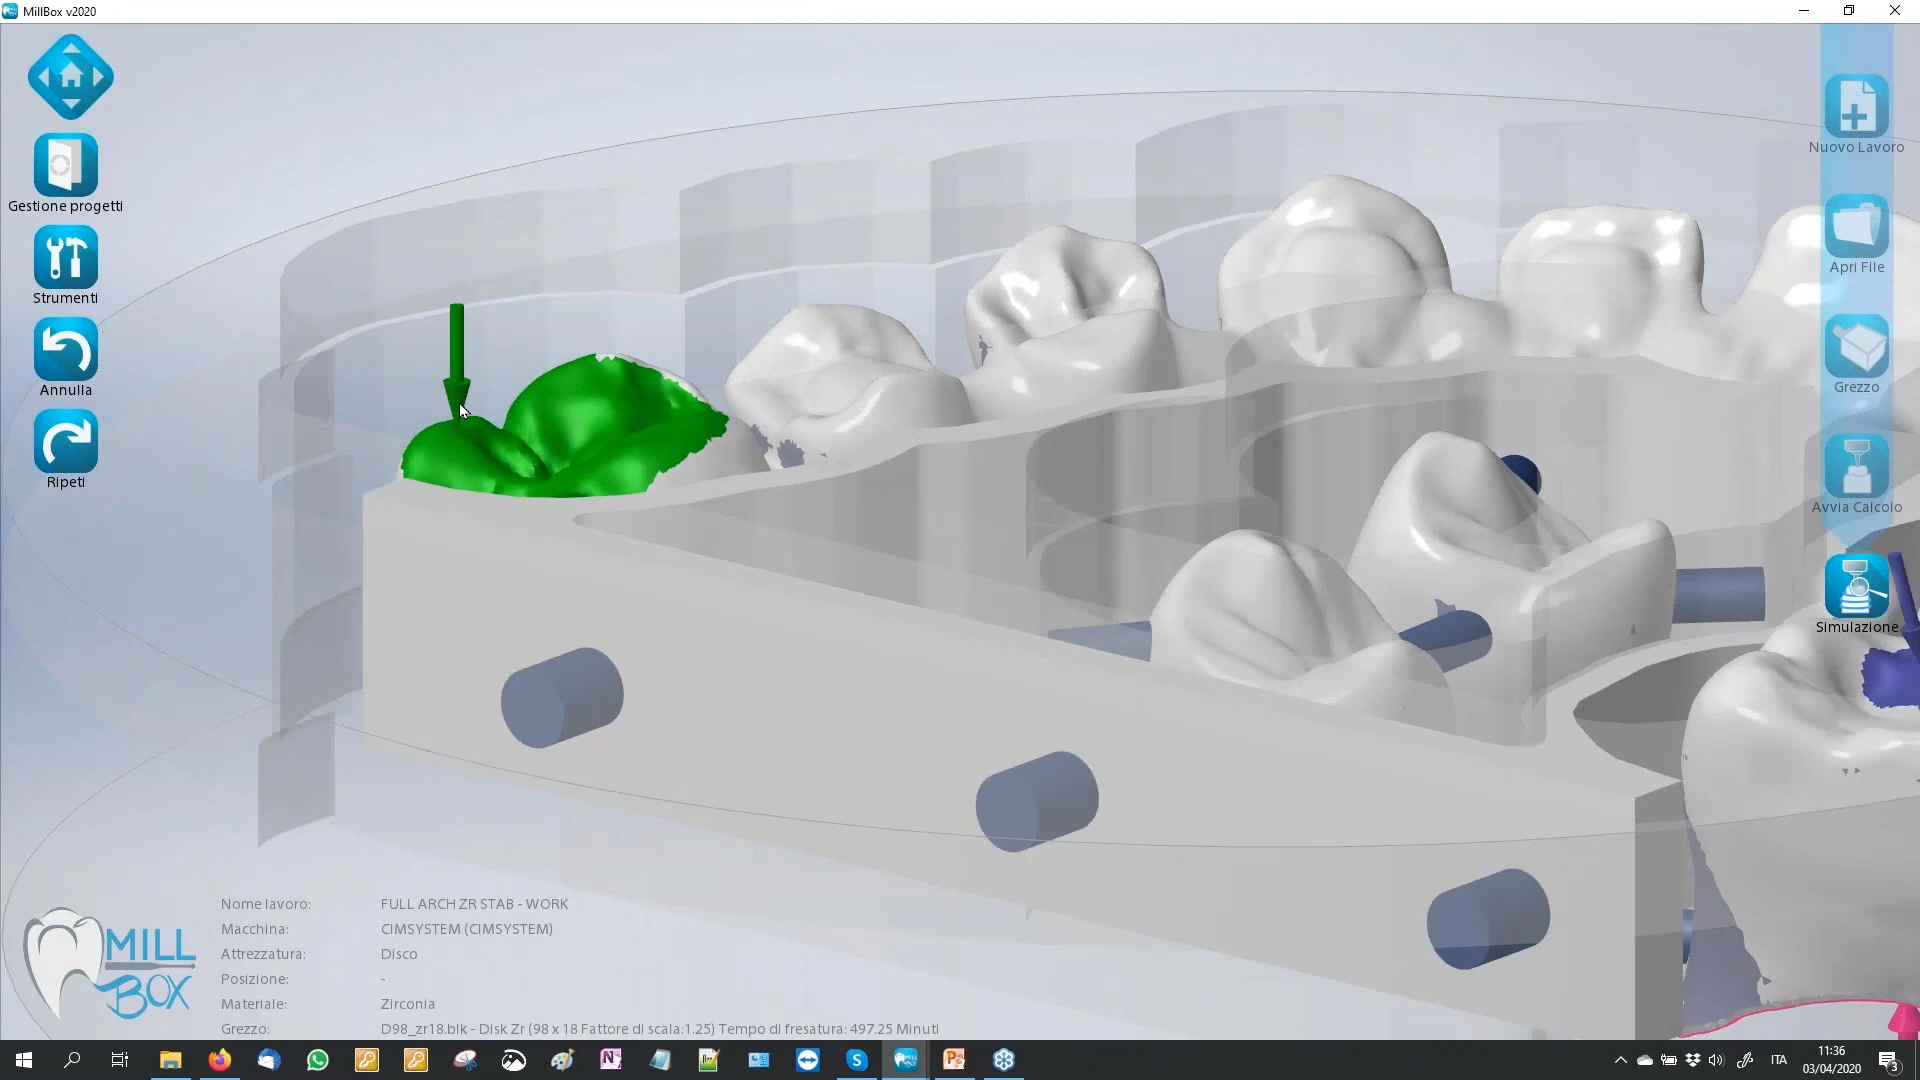 MillBox v2020
Gestione progetti
Strumenti
Annulla
Ripeti
Nuovo Lavoro
Apri File
Grezzo
Avvia Calcolo
Simulazione
MILL
BOX
Nome lavoro: FULL ARCH ZR STAB - WORK
Macchina: CIMSYSTEM (CIMSYSTEM)
Attrezzatura: Disco
Posizione: -
Materiale: Zirconia
Grezzo: D98_zr18.blk - Disk Zr (98 x 18 Fattore di scala:1.25) Tempo di fresatura: 497.25 Minuti
ITA
11:36
03/04/2020
3